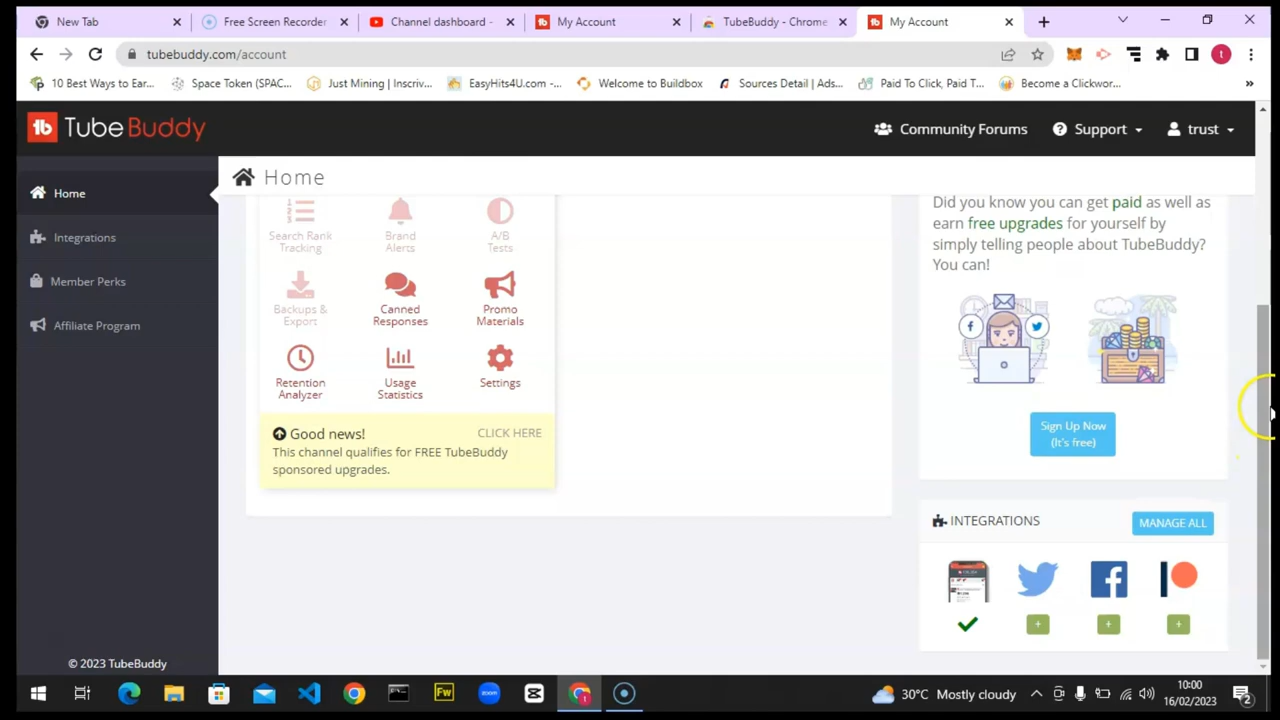 New Tab
Free Screen Recorder
Channel dashboard -
My Account
TubeBuddy - Chrome
My Account
tubebuddy.com/account
t
10 Best Ways to Ear...
Space Token (SPAC...
Just Mining | Inscriv...
EasyHits4U.com -...
Welcome to Buildbox
Sources Detail | Ads...
Paid To Click, Paid T...
Become a Clickwor...
TubeBuddy
Community Forums
Support
trust
Home
Integrations
Member Perks
Affiliate Program
Home
Search Rank
Tracking
Brand
Alerts
A/B
Tests
Backups &
Export
Canned
Responses
Promo
Materials
Retention
Analyzer
Usage
Statistics
Settings
Good news!
CLICK HERE
This channel qualifies for FREE TubeBuddy
sponsored upgrades.
Did you know you can get paid as well as
earn free upgrades for yourself by
simply telling people about TubeBuddy?
You can!
Sign Up Now
(It's free)
INTEGRATIONS
MANAGE ALL
© 2023 TubeBuddy
Fw
zoom
30°C Mostly cloudy
10:00
16/02/2023
2